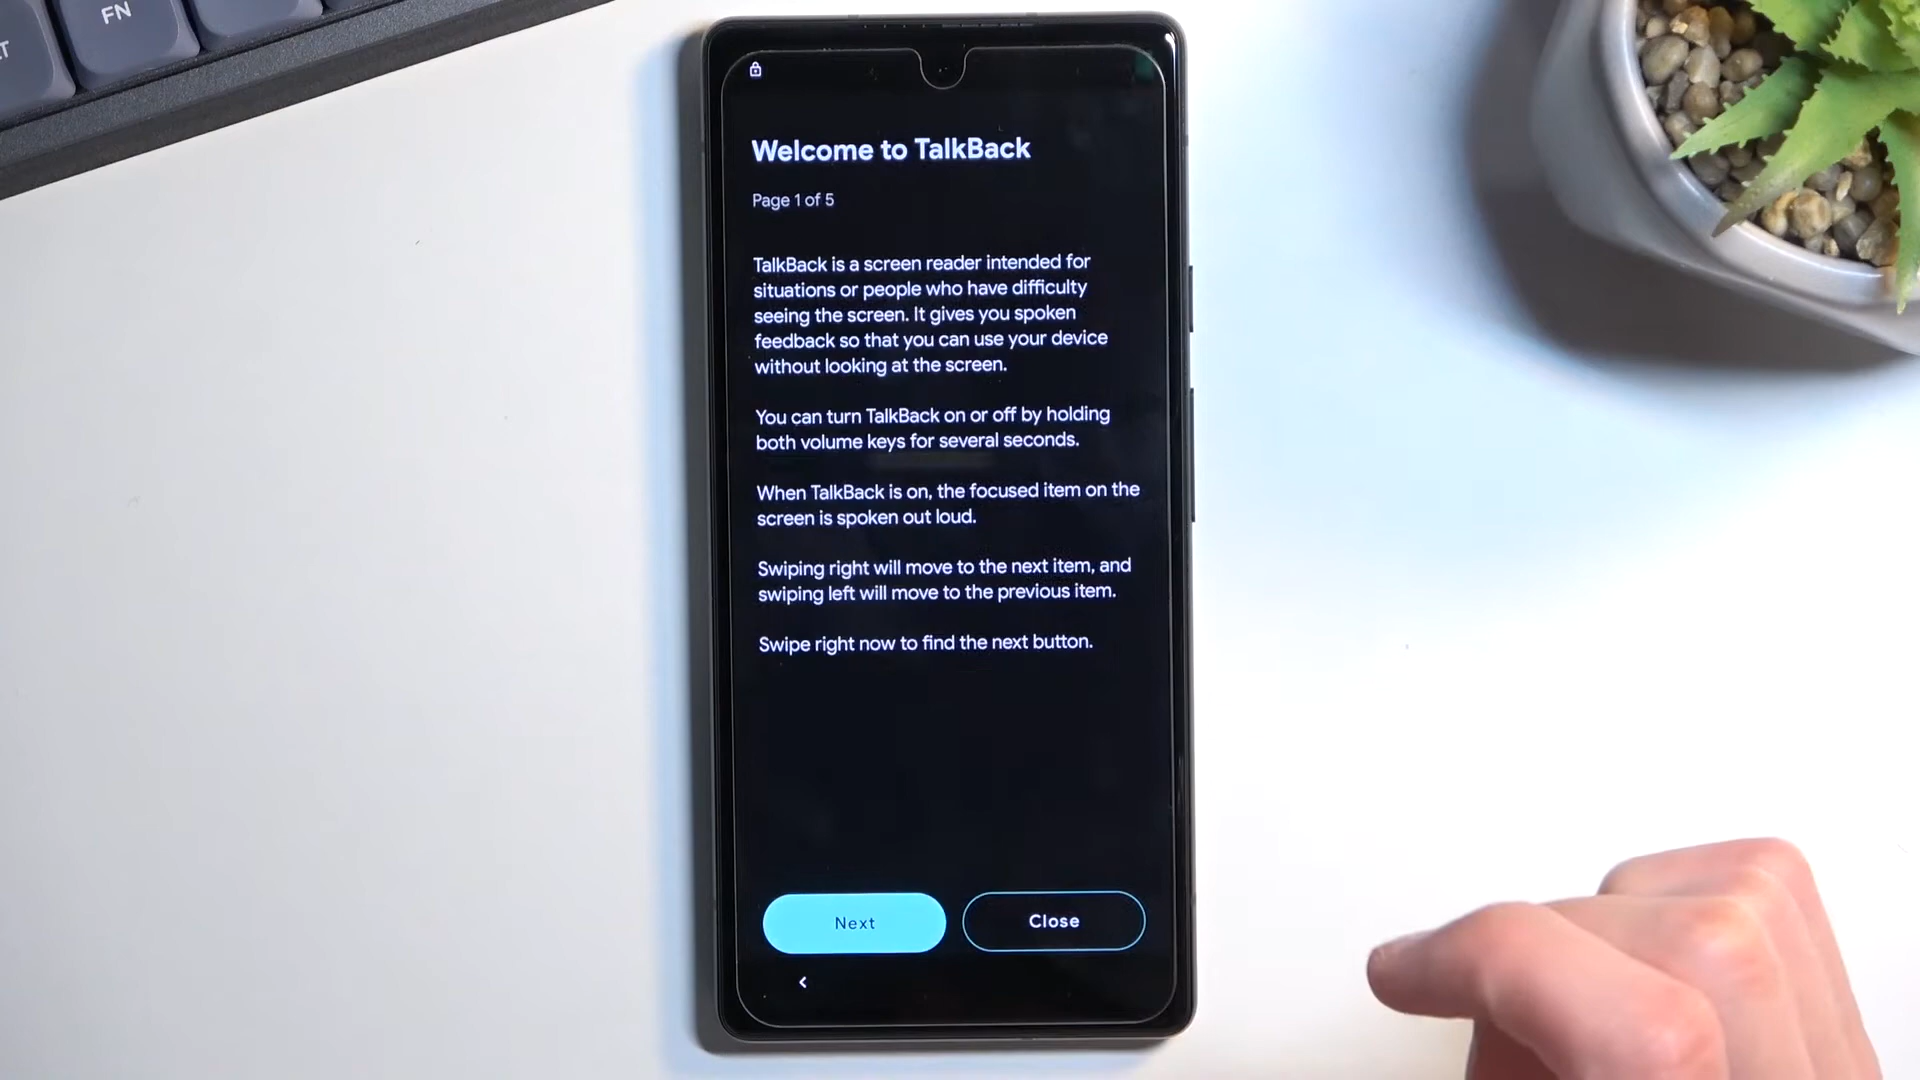 FN
Welcome to TalkBack
Page 1 of 5
TalkBack is a screen reader intended for
situations or people who have difficulty
seeing the screen. It gives you spoken
feedback so that you can use your device
without looking at the screen.
You can turn TalkBack on or off by holding
both volume keys for several seconds.
When TalkBack is on, the focused item on the
screen is spoken out loud.
Swiping right will move to the next item, and
swiping left will move to the previous item.
Swipe right now to find the next button.
Next
Close